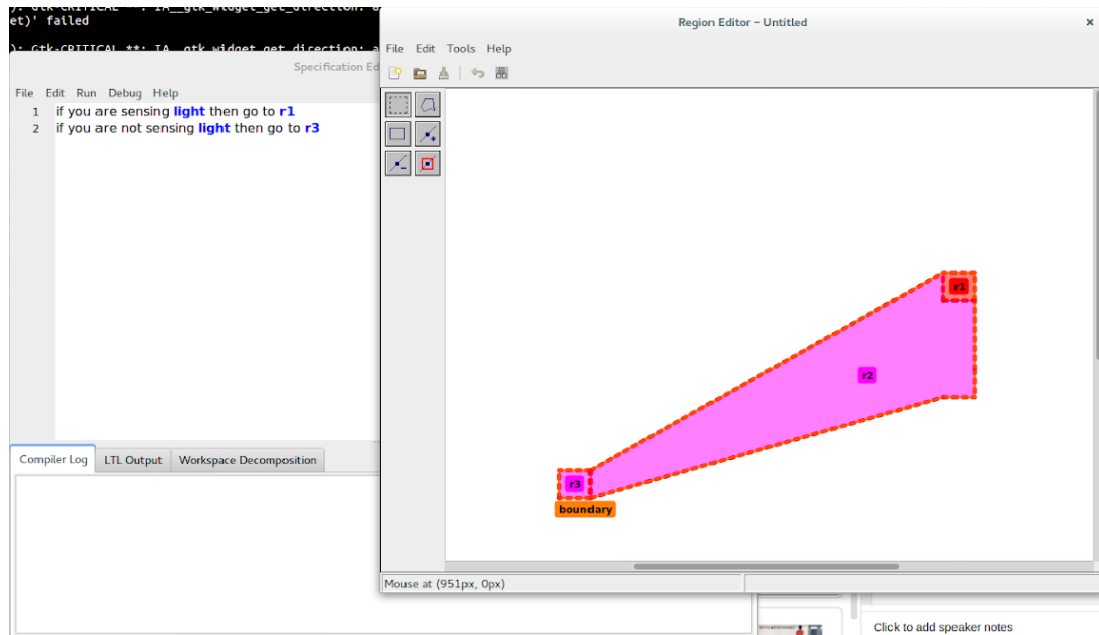 ): Gtk-CRITICAL **: IA__gtk_widget_get_direction: a
et)' failed
): Gtk-CRITICAL **: IA__gtk_widget_get_direction: a
Specification Ed
File Edit Run Debug Help
1 if you are sensing light then go to r1
2 if you are not sensing light then go to r3
Compiler Log LTL Output Workspace Decomposition
Region Editor – Untitled
File Edit Tools Help
r1
r2
r3
boundary
Mouse at (951px, 0px)
Click to add speaker notes